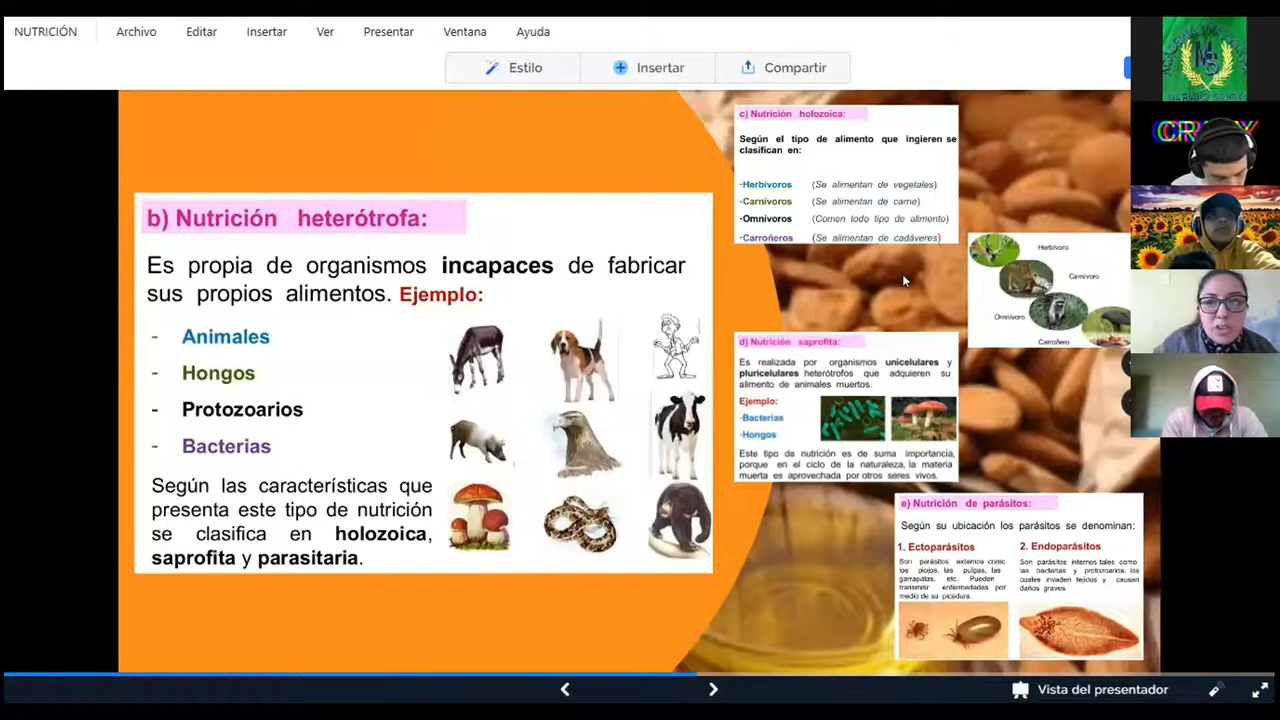 NUTRICIÓN
Archivo
Editar
Insertar
Ver
Presentar
Ventana
Ayuda
Estilo
Insertar
Compartir
b) Nutrición heterótrofa:
Es propia de organismos incapaces de fabricar
sus propios alimentos. Ejemplo:
- Animales
- Hongos
- Protozoarios
- Bacterias
Según las características que
presenta este tipo de nutrición
se clasifica en holozoica,
saprofita y parasitaria.
c) Nutrición holozoica:
Según el tipo de alimento que ingieren se
clasifican en:
-Herbívoros (Se alimentan de vegetales)
-Carnívoros (Se alimentan de carne)
-Omnívoros (Comen todo tipo de alimento)
-Carroñeros (Se alimentan de cadáveres)
Herbívoro
Carnívoro
Omnívoro
Carroñero
d) Nutrición saprofita:
Es realizada por organismos unicelulares y
pluricelulares heterótrofos que adquieren su
alimento de animales muertos.
Ejemplo:
-Bacterias
-Hongos
Este tipo de nutrición es de suma importancia,
porque en el ciclo de la naturaleza, la materia
muerta es aprovechada por otros seres vivos.
e) Nutrición de parásitos:
Según su ubicación los parásitos se denominan:
1. Ectoparásitos
Son parásitos externos como
los piojos, las pulgas, las
garrapatas, etc. Pueden
transmitir enfermedades por
medio de su picadura.
2. Endoparásitos
Son parásitos internos tales como
las bacterias y protozoarios, los
cuales invaden tejidos y causan
daños graves.
Vista del presentador